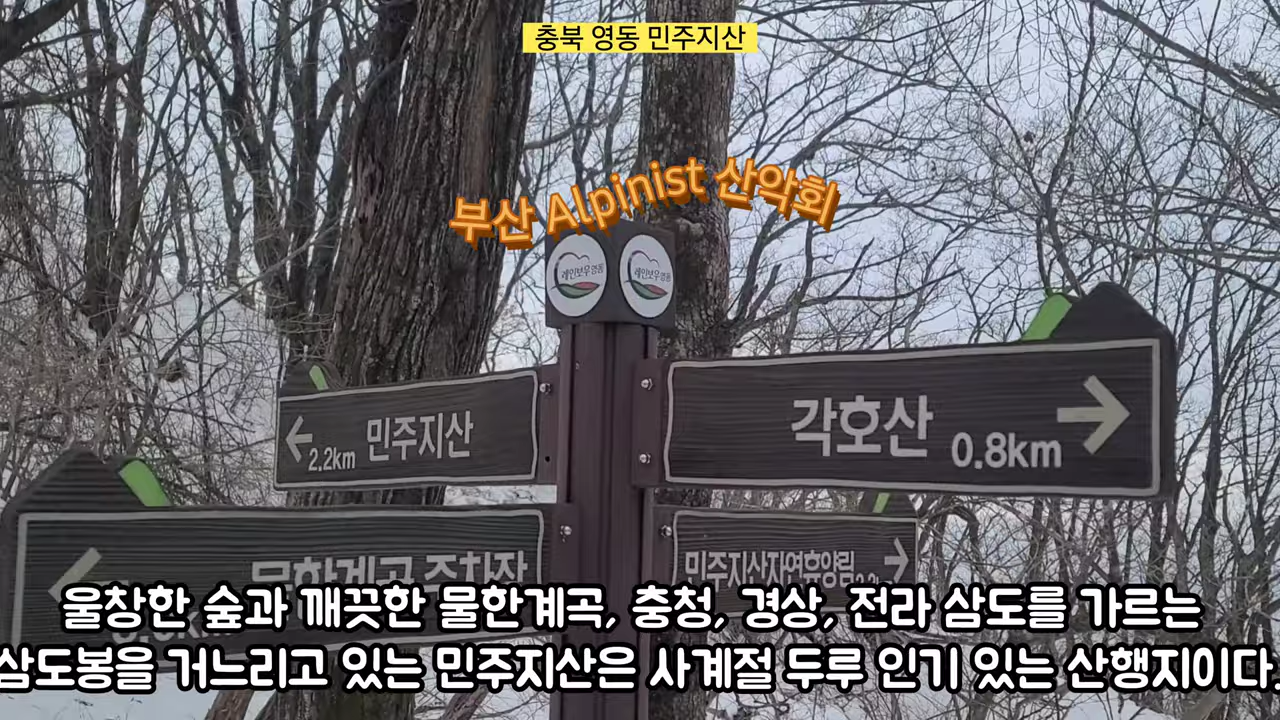 충북 영동 민주지산
부산 Alpinist 산악회
레인보우영동
레인보우영동
민주지산
2.2km
각호산
0.8km
물한계곡 주차장
민주지산자연휴양림
울창한 숲과 깨끗한 물한계곡, 충청, 경상, 전라 삼도를 가르는
삼도봉을 거느리고 있는 민주지산은 사계절 두루 인기 있는 산행지이다.